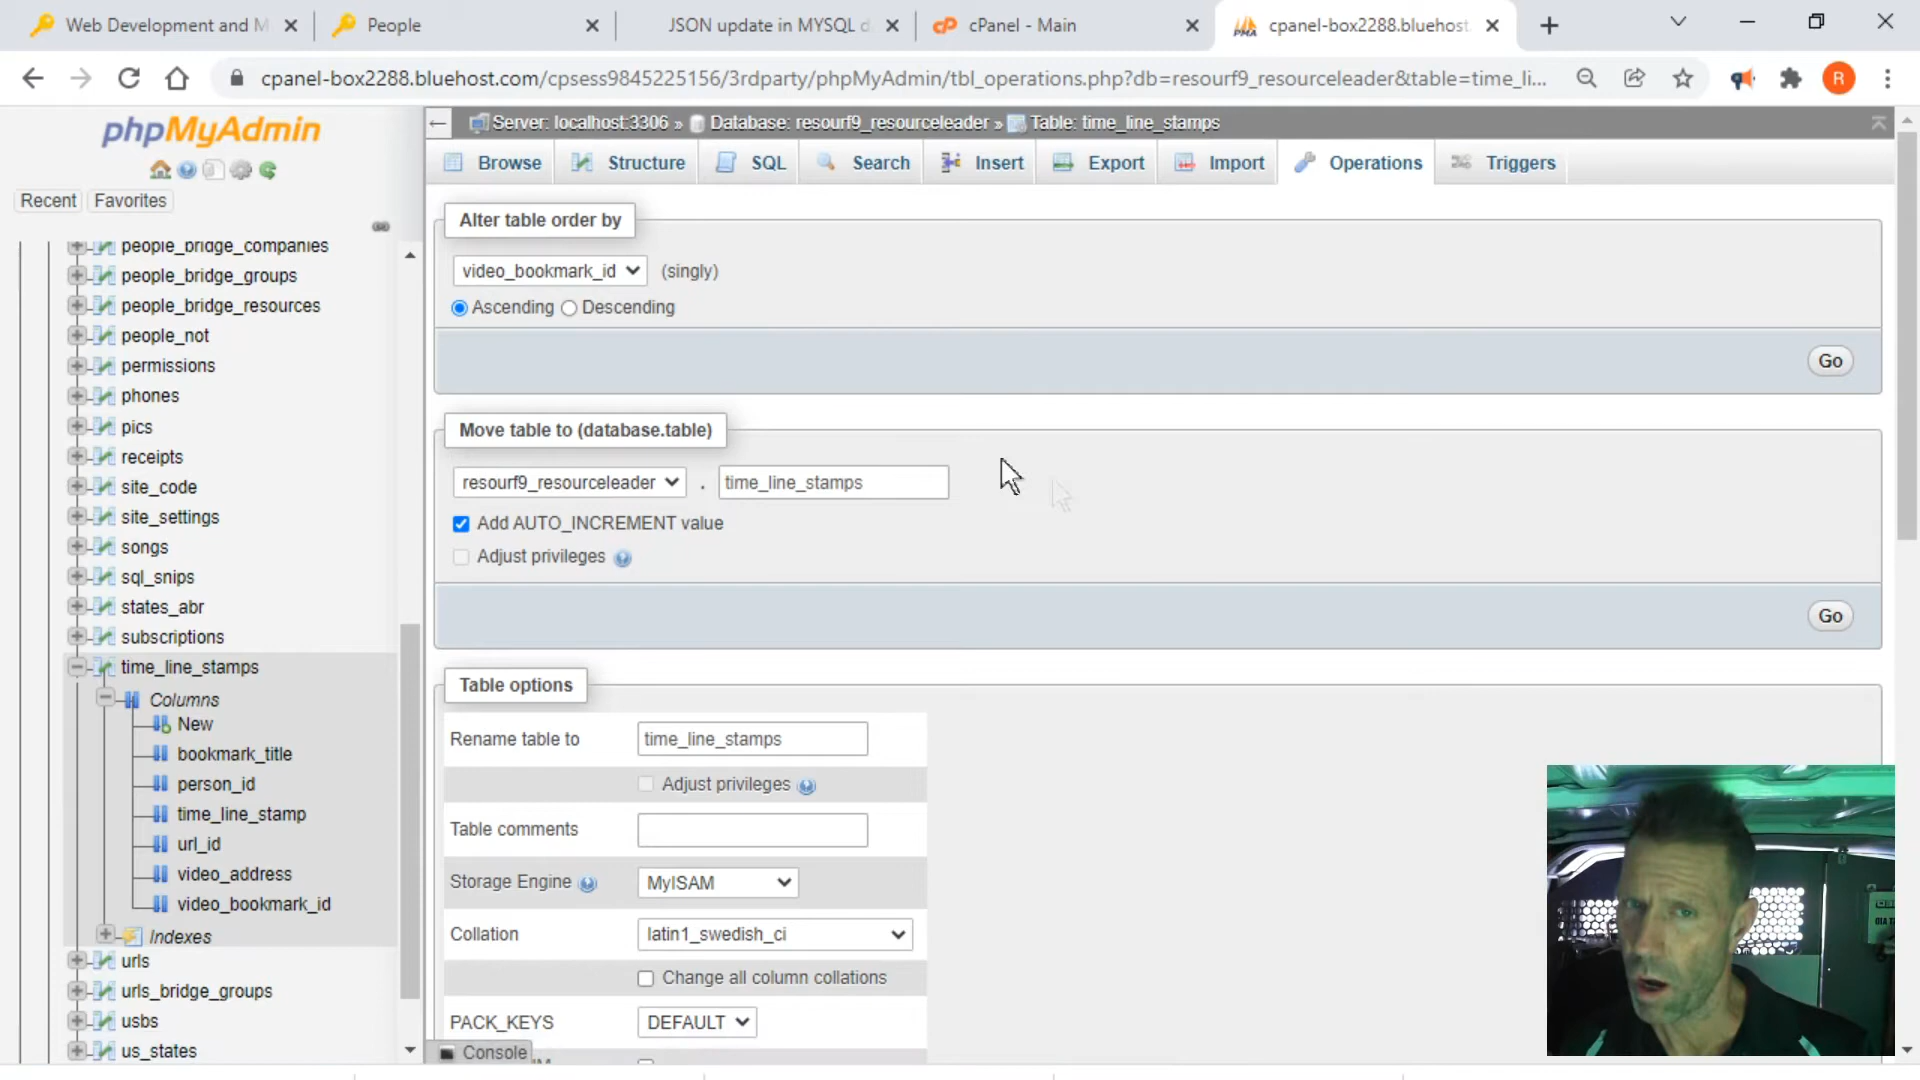 Web Development and M
People
JSON update in MYSQL d
cPanel - Main
cpanel-box2288.bluehost.
cpanel-box2288.bluehost.com/cpsess9845225156/3rdparty/phpMyAdmin/tbl_operations.php?db=resourf9_resourceleader&table=time_li...
R
phpMyAdmin
Recent
Favorites
people_bridge_companies
people_bridge_groups
people_bridge_resources
people_not
permissions
phones
pics
receipts
site_code
site_settings
songs
sql_snips
states_abr
subscriptions
time_line_stamps
Columns
New
bookmark_title
person_id
time_line_stamp
url_id
video_address
video_bookmark_id
Indexes
urls
urls_bridge_groups
usbs
us_states
Server: localhost:3306 » Database: resourf9_resourceleader » Table: time_line_stamps
Browse
Structure
SQL
Search
Insert
Export
Import
Operations
Triggers
Alter table order by
video_bookmark_id (singly)
Ascending Descending
Go
Move table to (database.table)
resourf9_resourceleader . time_line_stamps
Add AUTO_INCREMENT value
Adjust privileges
Go
Table options
Rename table to time_line_stamps
Adjust privileges
Table comments
Storage Engine MyISAM
Collation latin1_swedish_ci
Change all column collations
PACK_KEYS DEFAULT
Console